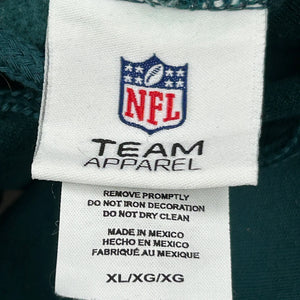 NFL
TEAM
APPAREL
REMOVE PROMPTLY
DO NOT IRON DECORATION
DO NOT DRY CLEAN
MADE IN MEXICO
HECHO EN MEXICO
FABRIQUÉ AU MEXIQUE
XL/XG/XG